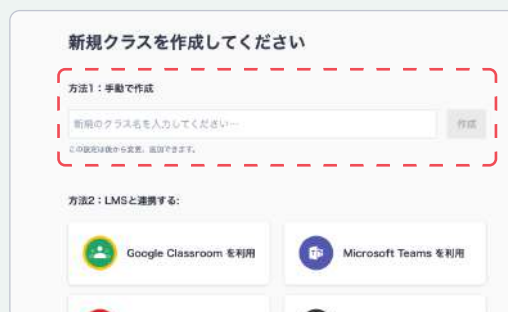 新規クラスを作成してください
方法1：手動で作成
新規のクラス名を入力してください…
作成
この設定は後から変更、追加できます。
方法2：LMSと連携する:
Google Classroom を利用
Microsoft Teams を利用